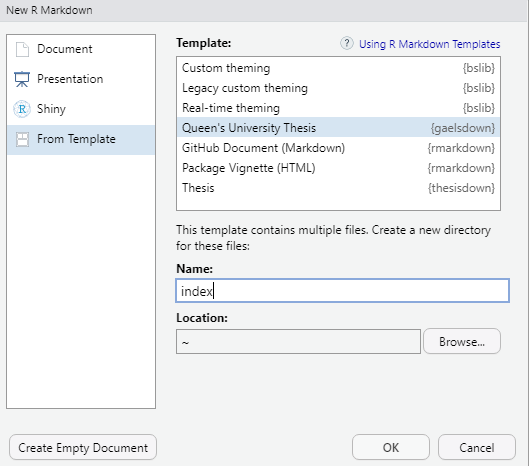 New R Markdown
Document
Presentation
R Shiny
From Template
Template:
? Using R Markdown Templates
Custom theming {bslib}
Legacy custom theming {bslib}
Real-time theming {bslib}
Queen's University Thesis {gaelsdown}
GitHub Document (Markdown) {rmarkdown}
Package Vignette (HTML) {rmarkdown}
Thesis {thesisdown}
This template contains multiple files. Create a new directory
for these files:
Name:
index
Location:
~ Browse...
Create Empty Document OK Cancel